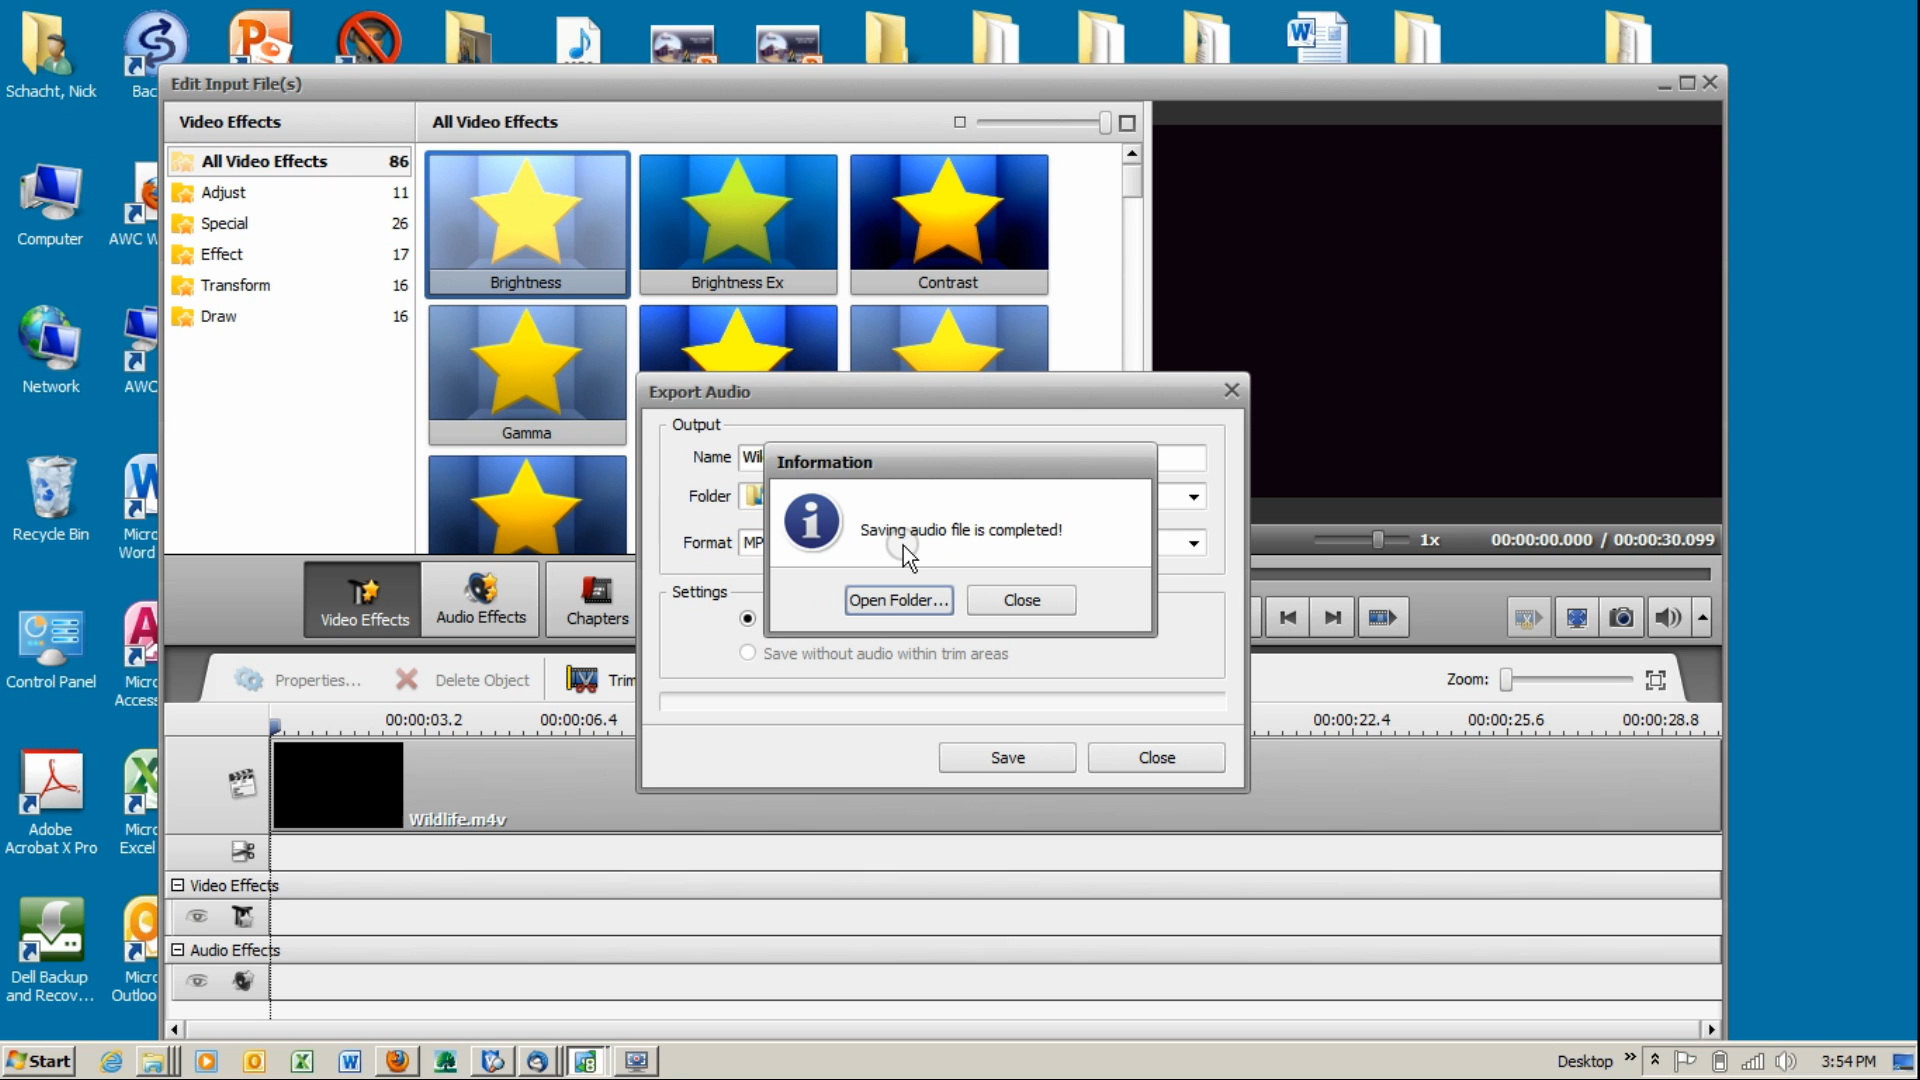 Schacht, Nick
Bac
Edit Input File(s)
Video Effects
All Video Effects
All Video Effects 86
Adjust 11
Special 26
Effect 17
Transform 16
Draw 16
Brightness
Brightness Ex
Contrast
Gamma
Computer
AWC W
Network
AWC
Recycle Bin
Micro
Word
Control Panel
Micro
Access
Adobe
Acrobat X Pro
Micro
Excel
Dell Backup
and Recov...
Micro
Outloo
Export Audio
Output
Name Wil
Folder
Format MP
Settings
Save without audio within trim areas
Save
Close
Information
Saving audio file is completed!
Open Folder...
Close
1x
00:00:00.000 / 00:00:30.099
Video Effects
Audio Effects
Chapters
Properties...
Delete Object
Trim
Zoom:
00:00:03.2
00:00:06.4
00:00:22.4
00:00:25.6
00:00:28.8
Wildlife.m4v
Video Effects
Audio Effects
Start
Desktop
3:54 PM